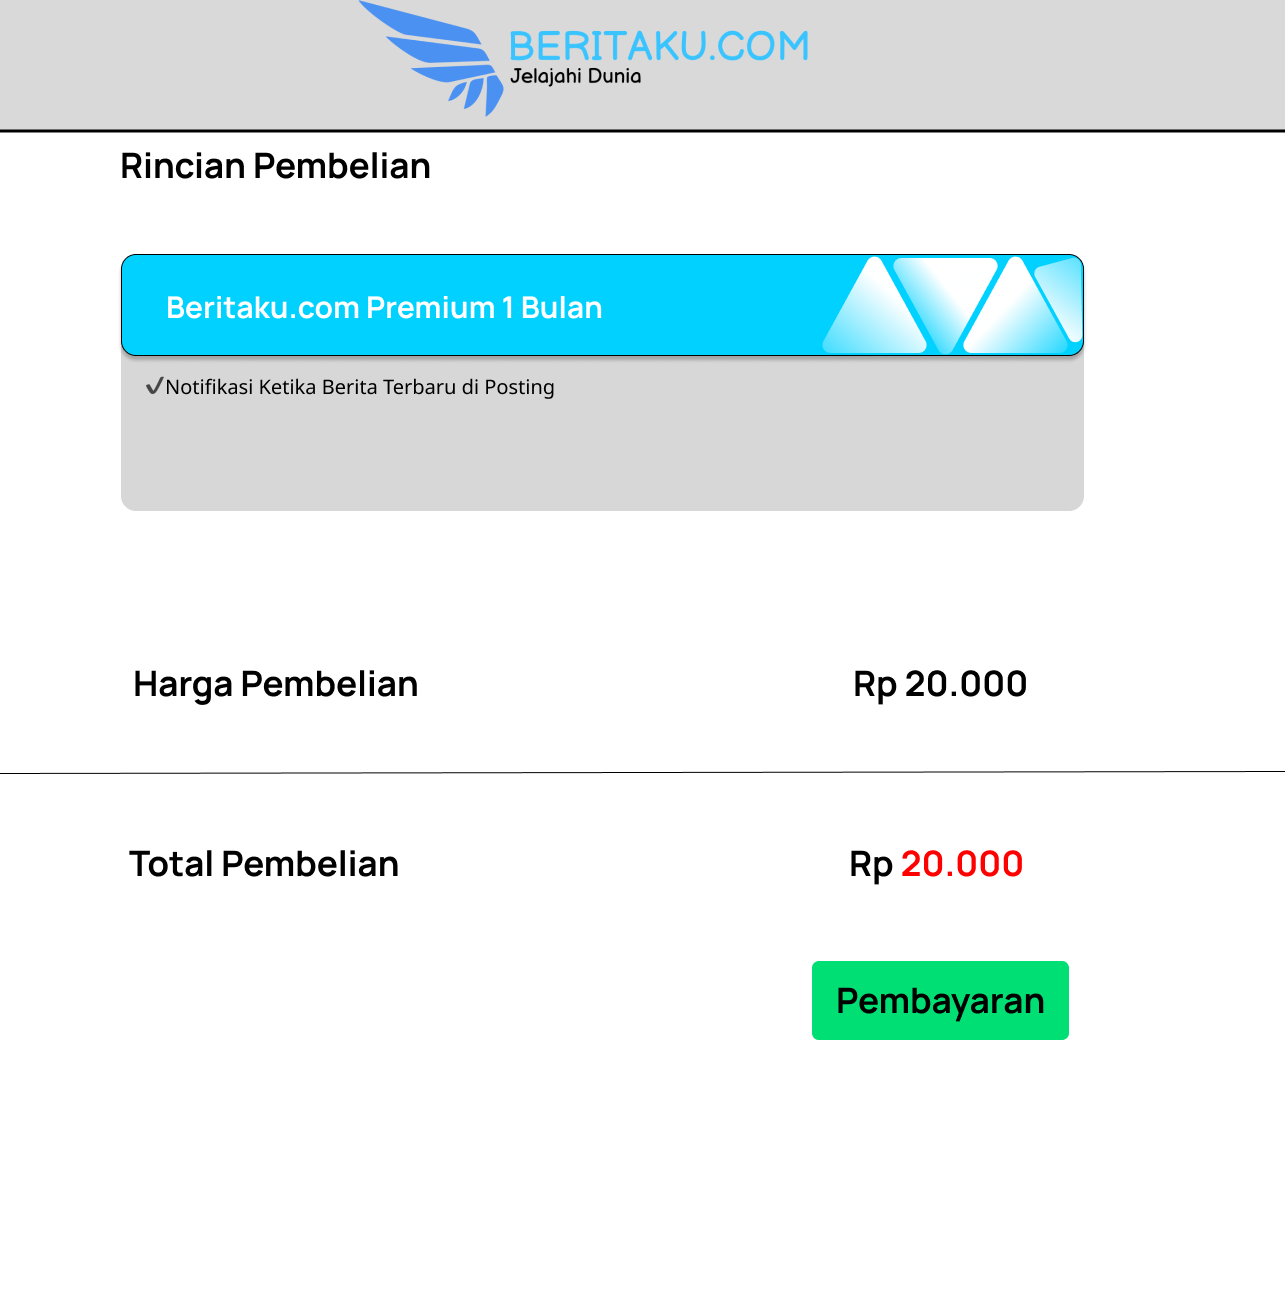 BERITAKU.COM
Jelajahi Dunia
Rincian Pembelian
Beritaku.com Premium 1 Bulan
✔Notifikasi Ketika Berita Terbaru di Posting
Harga Pembelian Rp 20.000
Total Pembelian Rp 20.000
Pembayaran